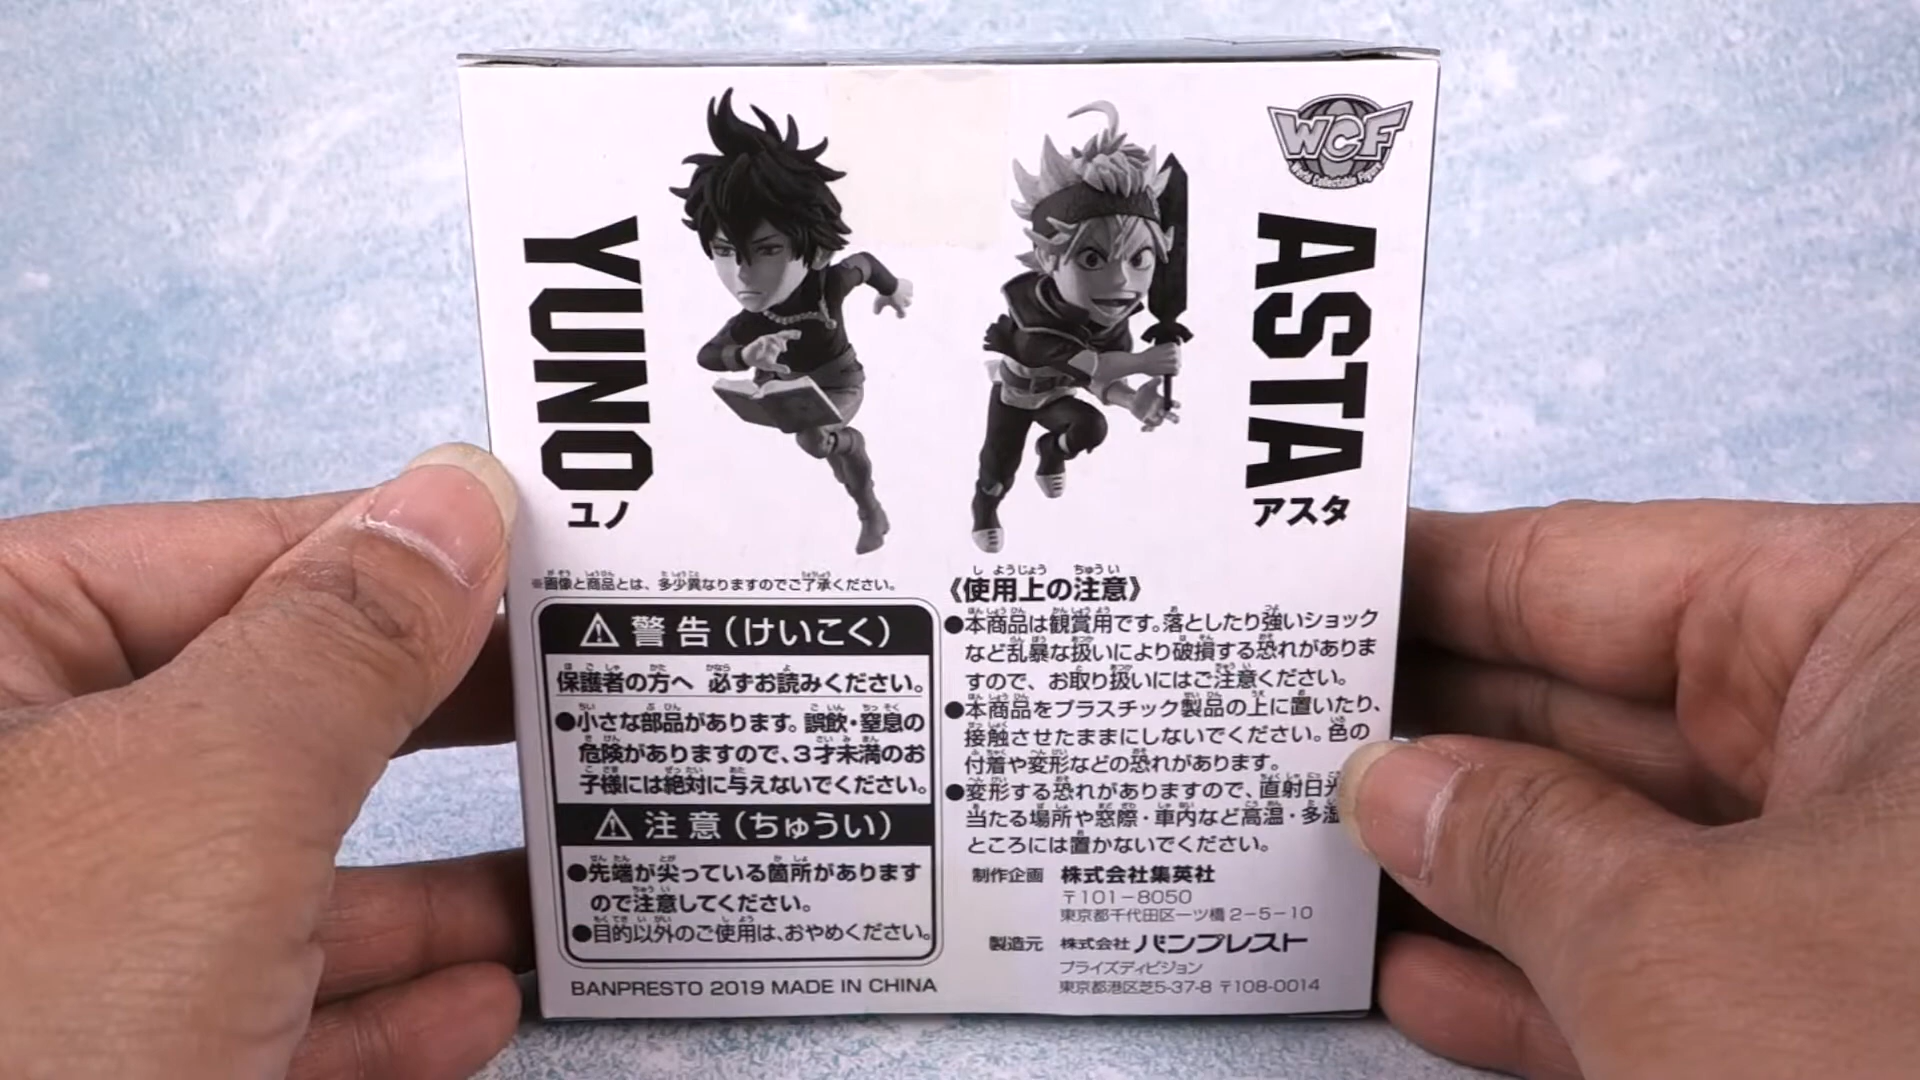 WCF
World Collectable Figure
YUNO
ユノ
ASTA
アスタ
※画像と商品とは、多少異なりますのでご了承ください。
⚠警告(けいこく)
保護者の方へ 必ずお読みください。
●小さな部品があります。誤飲・窒息の
危険がありますので、3才未満のお
子様には絶対に与えないでください。
⚠注意(ちゅうい)
●先端が尖っている箇所があります
ので注意してください。
●目的以外のご使用は、おやめください。
BANPRESTO 2019 MADE IN CHINA
《使用上の注意》
●本商品は観賞用です。落としたり強いショック
など乱暴な扱いにより破損する恐れがありま
すので、お取り扱いにはご注意ください。
●本商品をプラスチック製品の上に置いたり、
接触させたままにしないでください。色の
付着や変形などの恐れがあります。
●変形する恐れがありますので、直射日光
当たる場所や窓際・車内など高温・多湿
ところには置かないでください。
制作企画 株式会社集英社
〒101-8050
東京都千代田区一ツ橋2-5-10
製造元 株式会社バンプレスト
プライズディビジョン
東京都港区芝5-37-8 〒108-0014